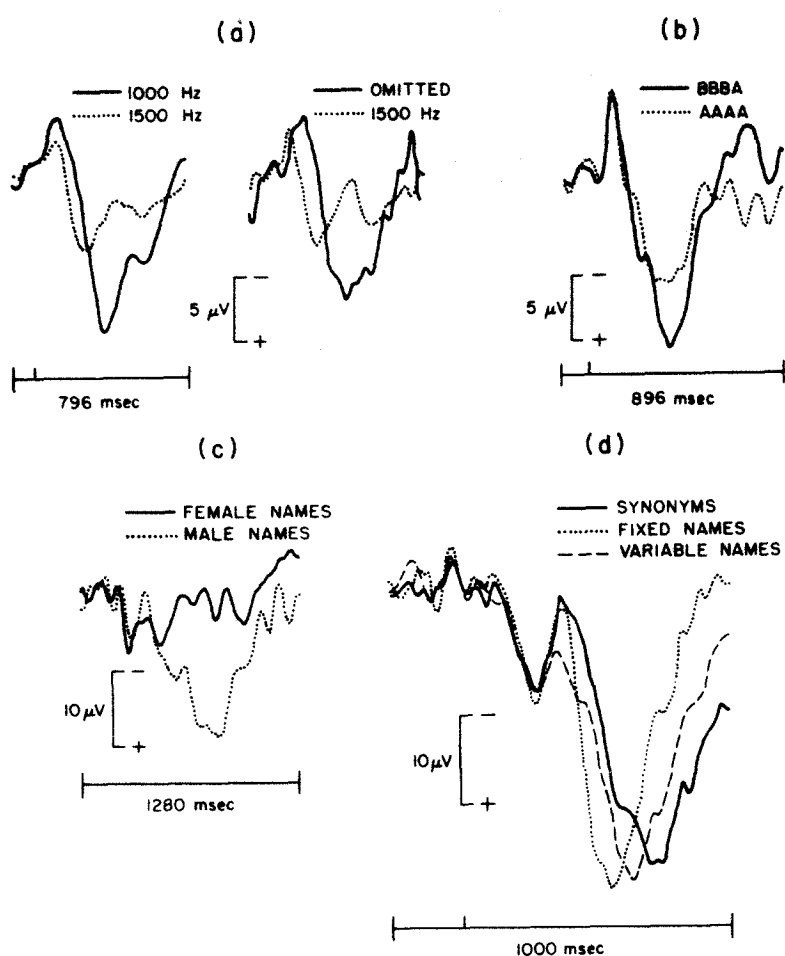 (a)
1000 Hz
1500 Hz
OMITTED
1500 Hz
5 μV
−
+
796 msec
(b)
BBBA
AAAA
5 μV
−
+
896 msec
(c)
FEMALE NAMES
MALE NAMES
10 μV
−
+
1280 msec
(d)
SYNONYMS
FIXED NAMES
VARIABLE NAMES
10 μV
−
+
1000 msec